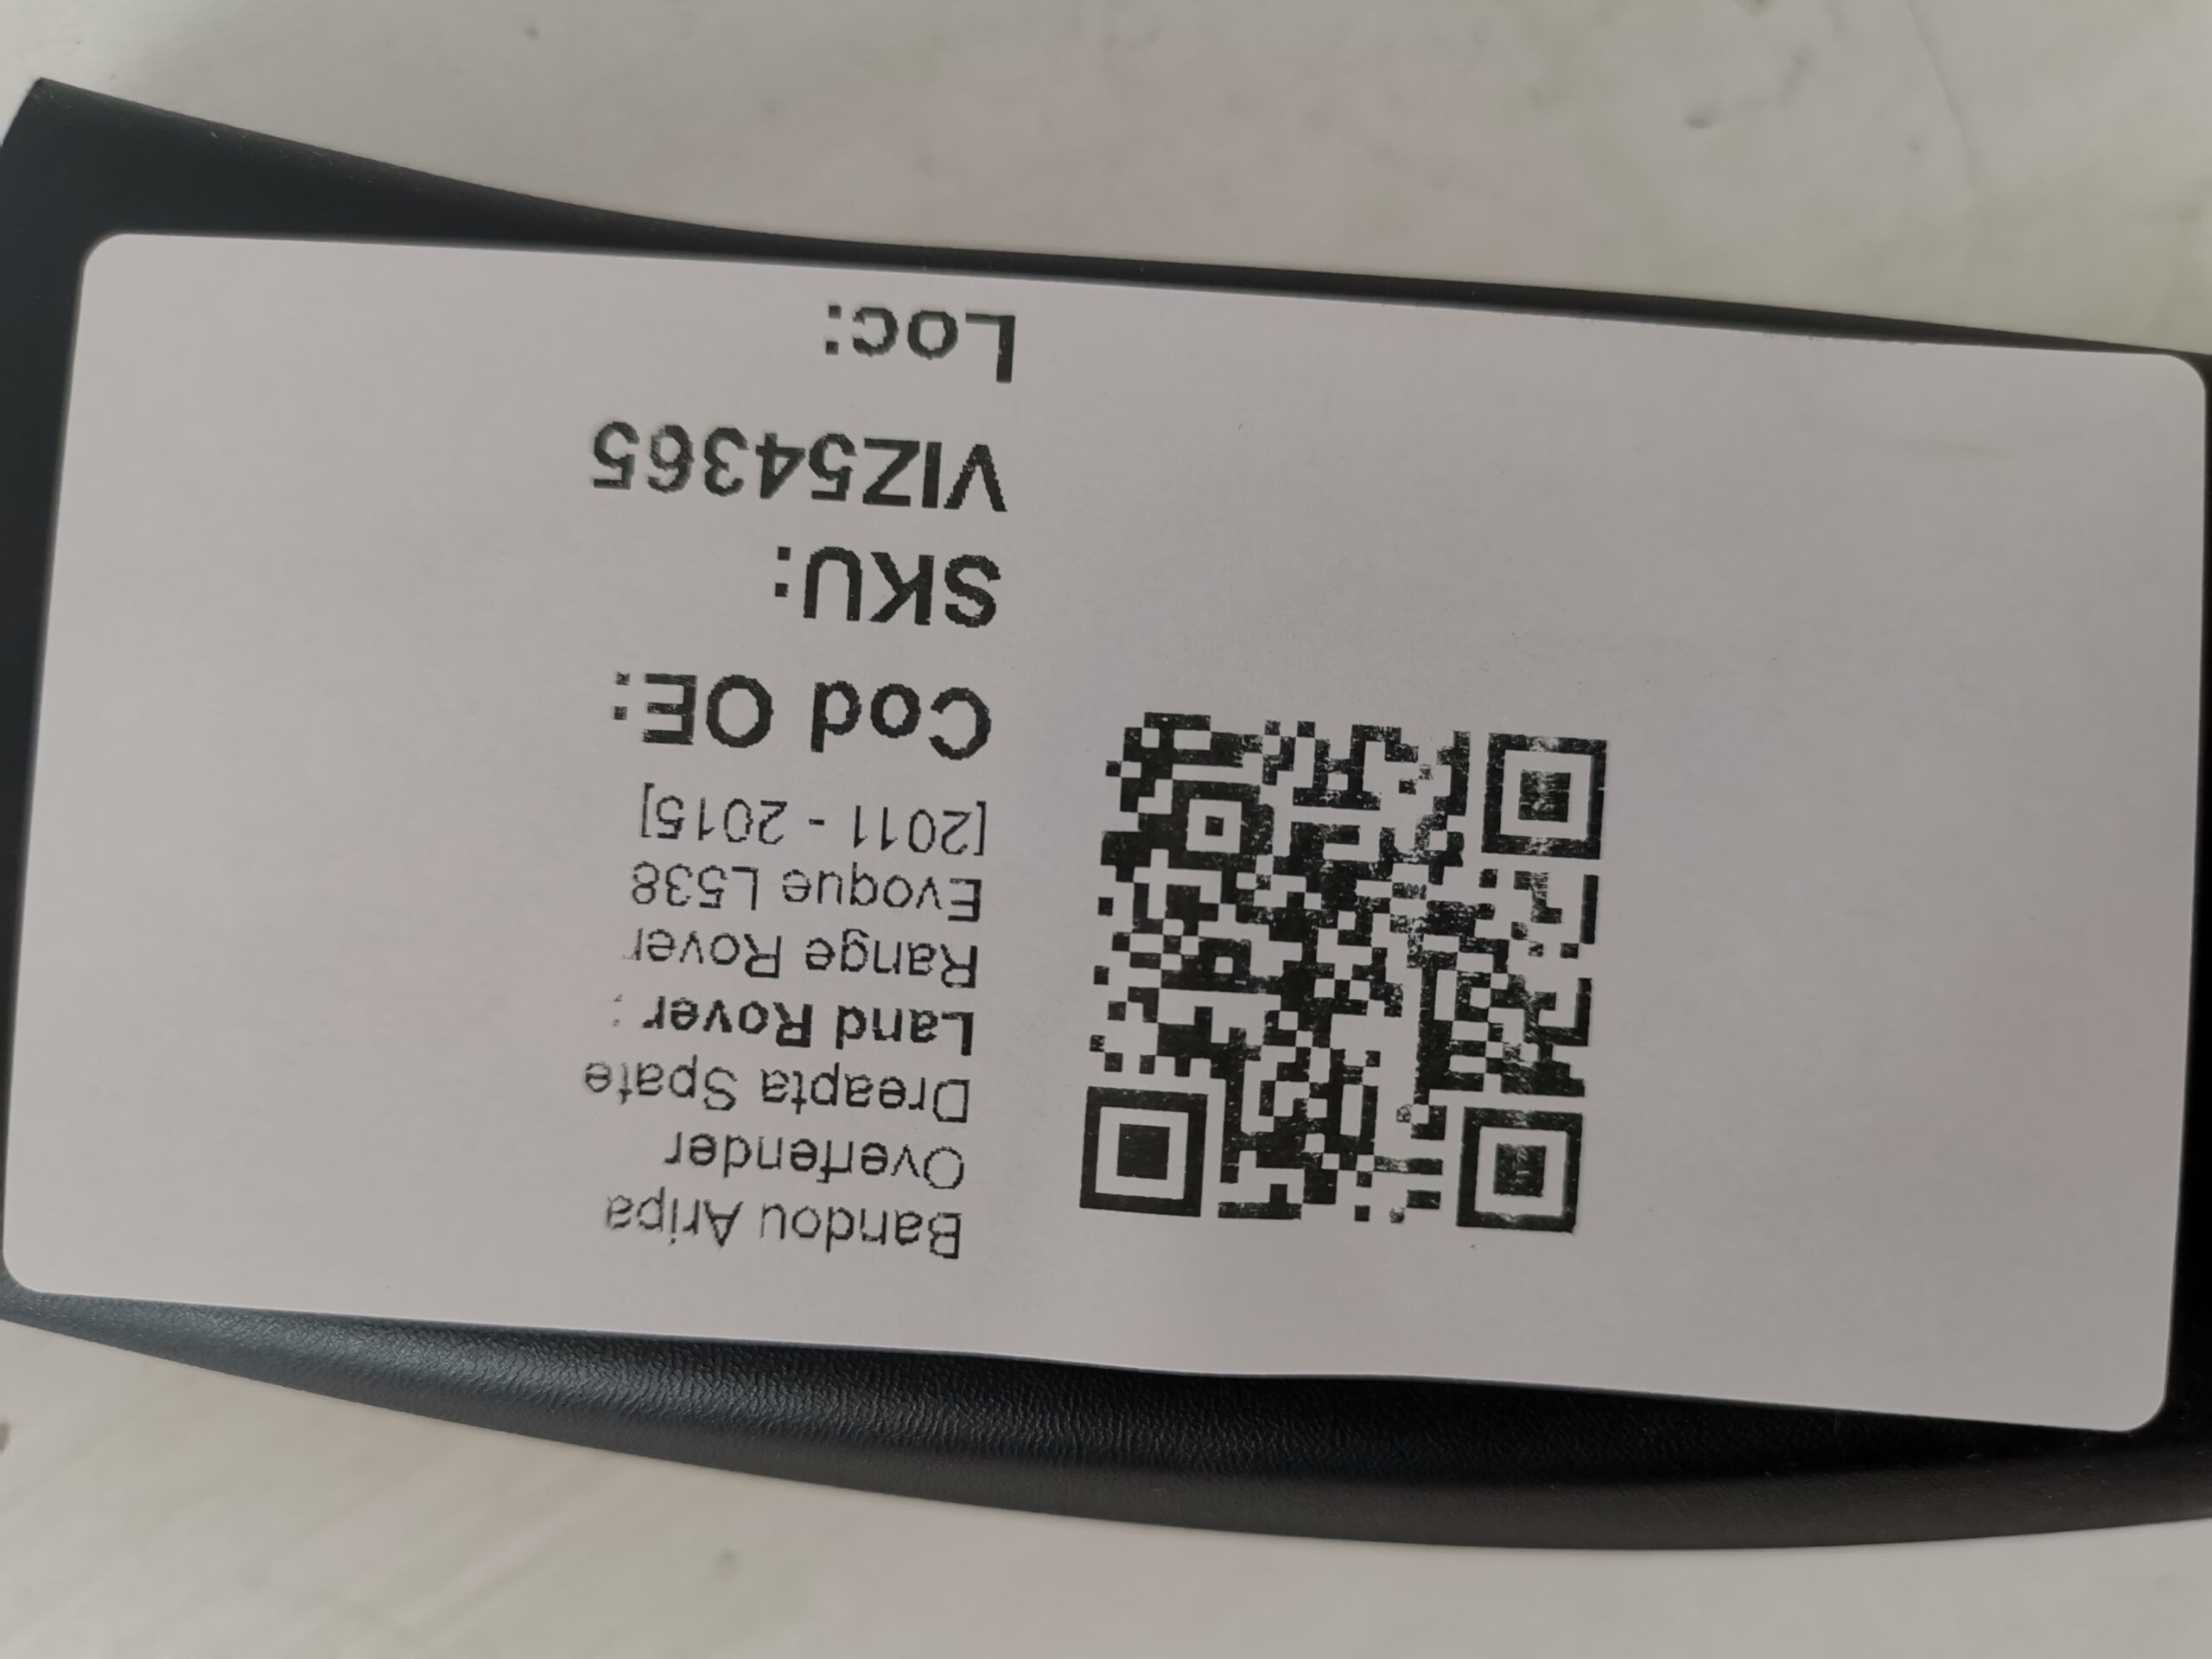 Bandou Aripa
Overfender
Dreapta Spate
Land Rover :
Range Rover
Evoque L538
[2011 - 2015]
Cod OE:
SKU:
VIZ54365
Loc: